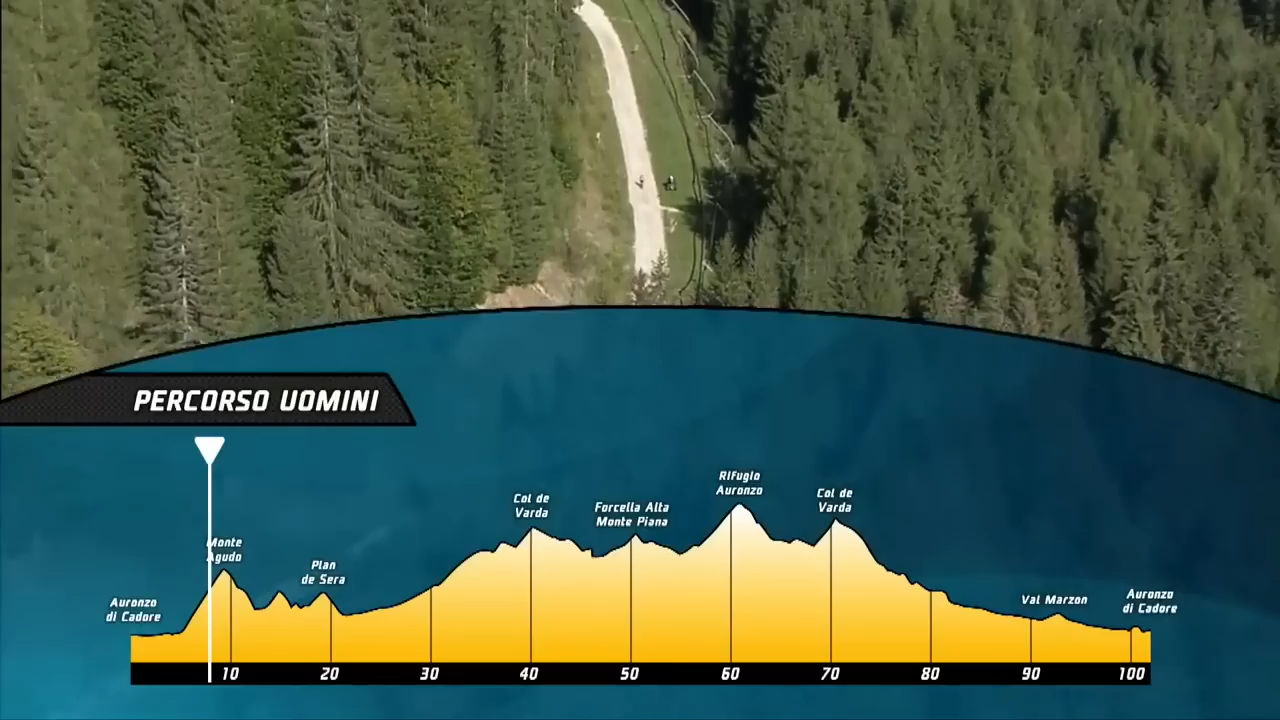 PERCORSO UOMINI
Auronzo
di Cadore
Monte
Agudo
Plan
de Sera
Col de
Varda
Forcella Alta
Monte Piana
Rifugio
Auronzo
Col de
Varda
Val Marzon
Auronzo
di Cadore
10 20 30 40 50 60 70 80 90 100